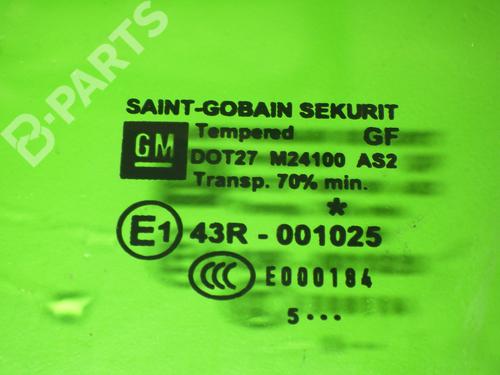 B-PARTS
SAINT-GOBAIN SEKURIT
GM Tempered GF
DOT27 M24100 AS2
Transp. 70% min.
*
E1 43R - 001025
CCC E000184
5•••